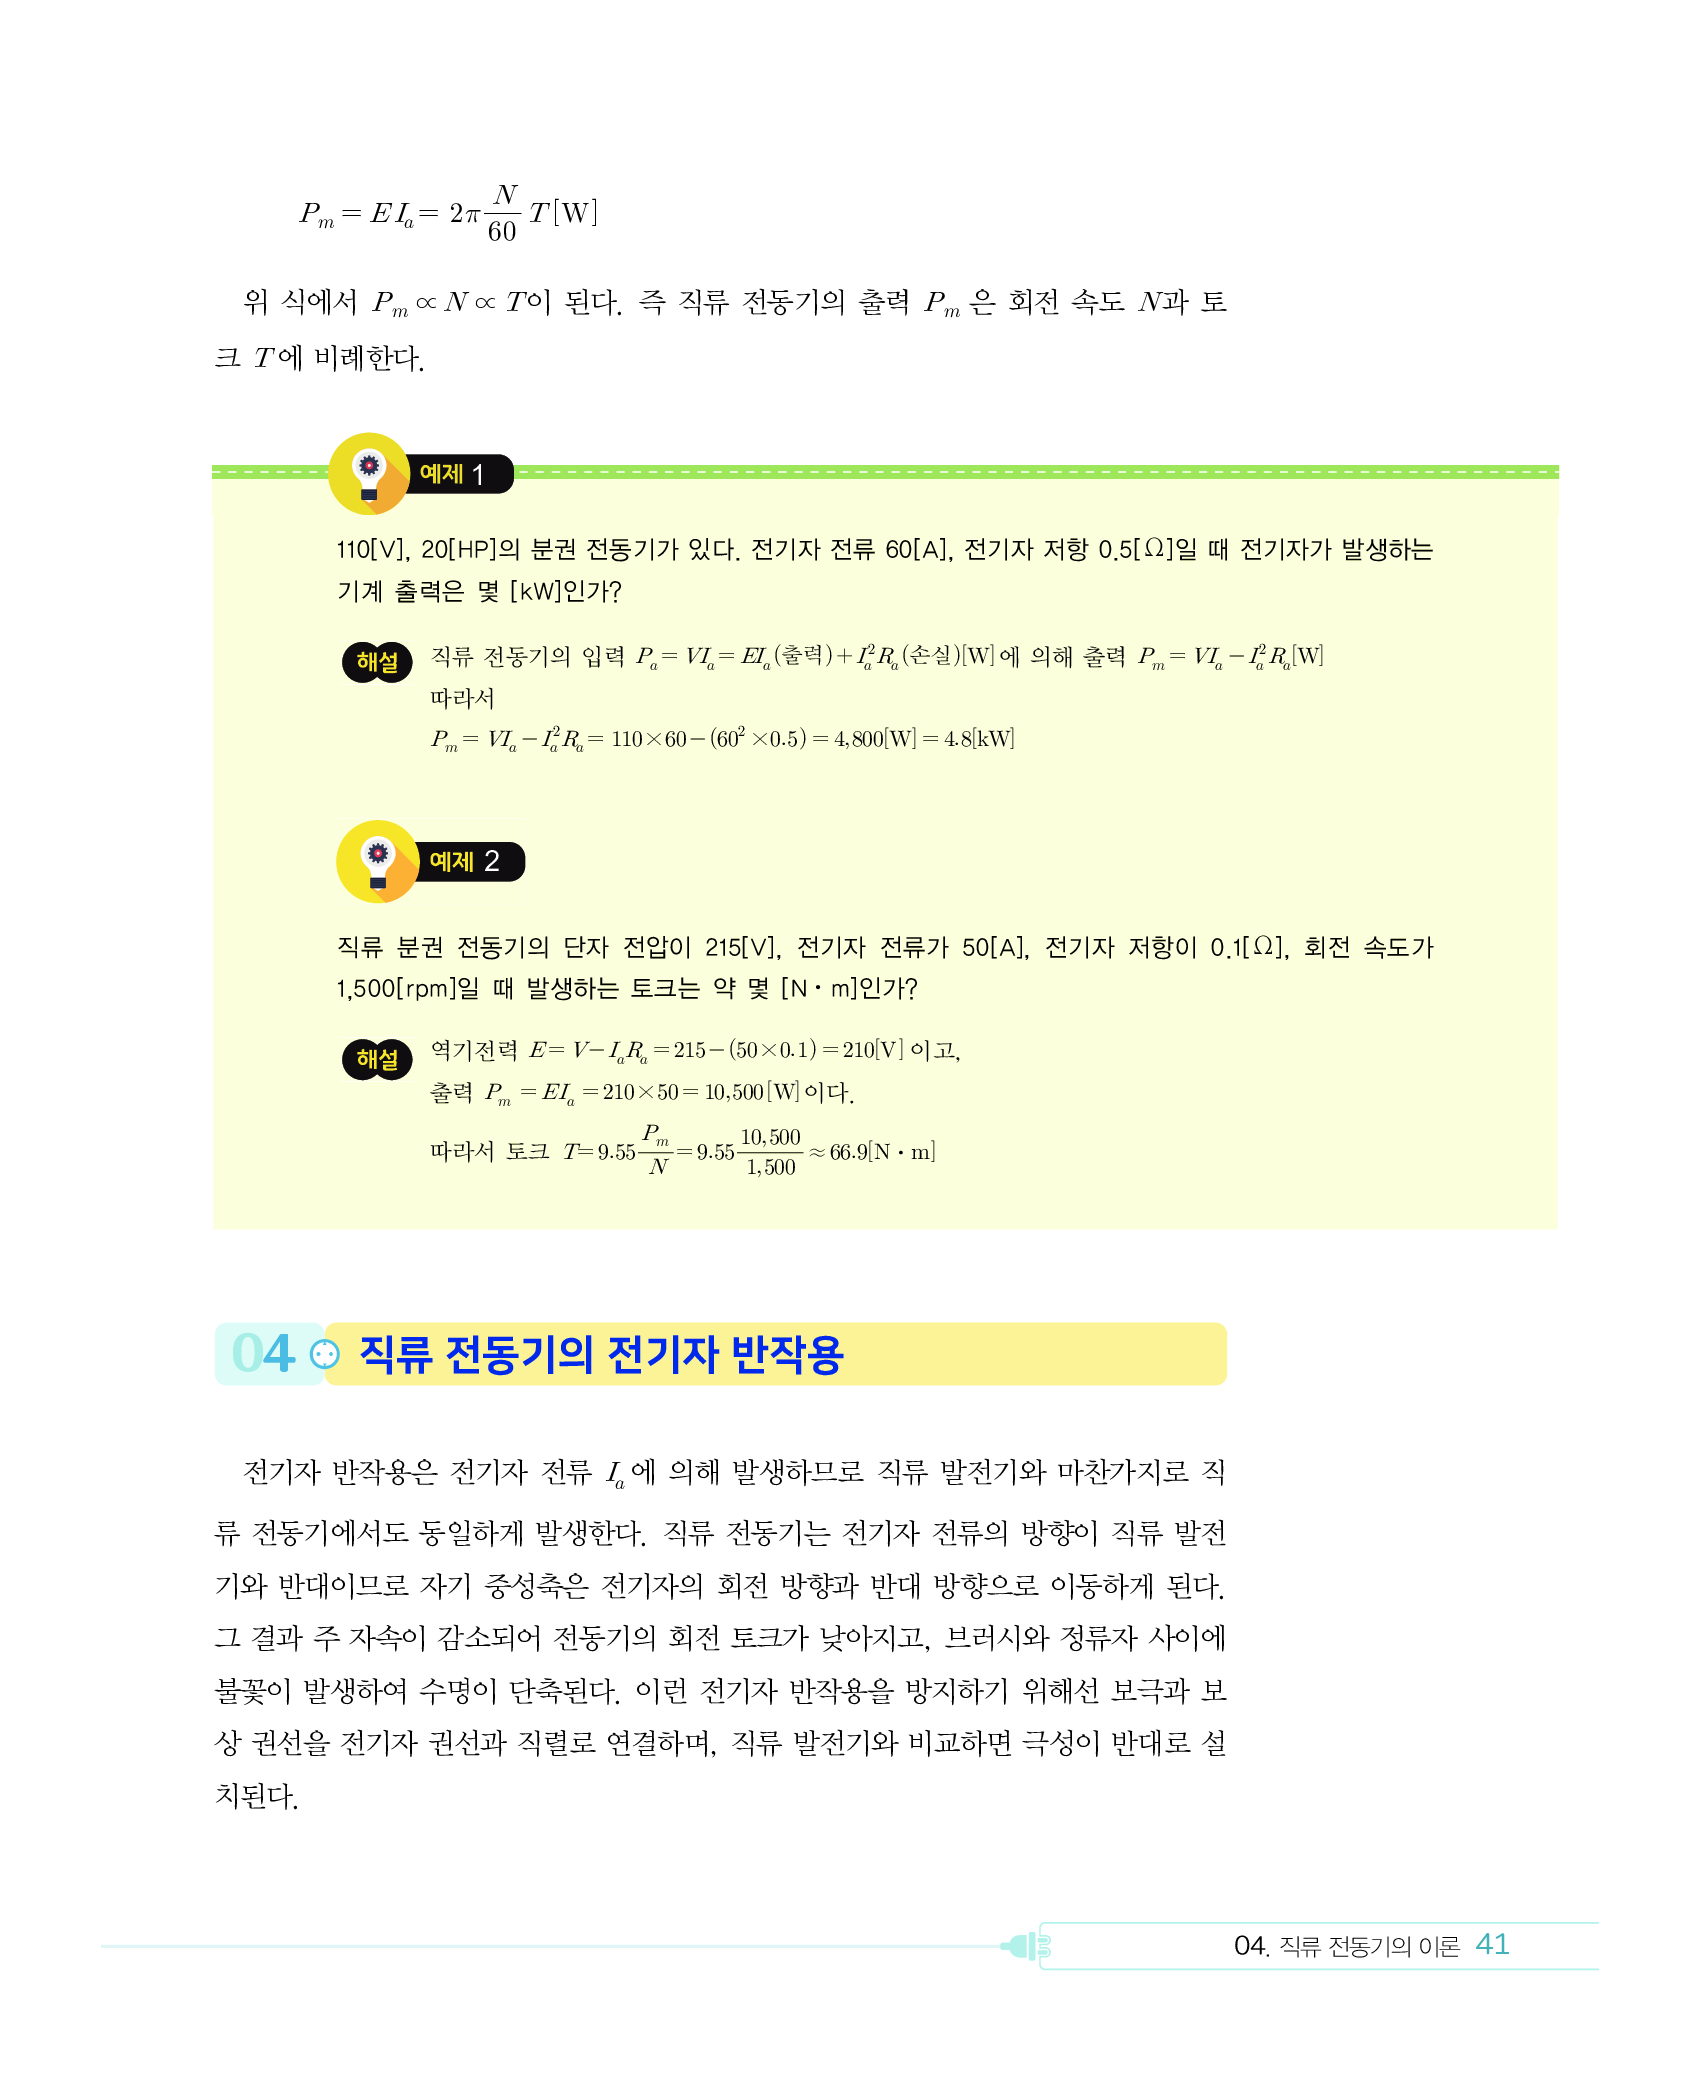 P_m = EI_a = 2π N/60 T[W]
위 식에서 P_m ∝ N ∝ T이 된다. 즉 직류 전동기의 출력 P_m은 회전 속도 N과 토
크 T에 비례한다.
예제 1
110[V], 20[HP]의 분권 전동기가 있다. 전기자 전류 60[A], 전기자 저항 0.5[Ω]일 때 전기자가 발생하는
기계 출력은 몇 [kW]인가?
해설 직류 전동기의 입력 P_a = VI_a = EI_a(출력)+I_a²R_a(손실)[W]에 의해 출력 P_m = VI_a − I_a²R_a[W]
따라서
P_m = VI_a − I_a²R_a = 110×60−(60²×0.5) = 4,800[W] = 4.8[kW]
예제 2
직류 분권 전동기의 단자 전압이 215[V], 전기자 전류가 50[A], 전기자 저항이 0.1[Ω], 회전 속도가
1,500[rpm]일 때 발생하는 토크는 약 몇 [N·m]인가?
해설 역기전력 E = V−I_aR_a = 215−(50×0.1) = 210[V]이고,
출력 P_m = EI_a = 210×50 = 10,500[W]이다.
따라서 토크 T=9.55 P_m/N = 9.55 10,500/1,500 ≈ 66.9[N·m]
04 직류 전동기의 전기자 반작용
전기자 반작용은 전기자 전류 I_a에 의해 발생하므로 직류 발전기와 마찬가지로 직
류 전동기에서도 동일하게 발생한다. 직류 전동기는 전기자 전류의 방향이 직류 발전
기와 반대이므로 자기 중성축은 전기자의 회전 방향과 반대 방향으로 이동하게 된다.
그 결과 주 자속이 감소되어 전동기의 회전 토크가 낮아지고, 브러시와 정류자 사이에
불꽃이 발생하여 수명이 단축된다. 이런 전기자 반작용을 방지하기 위해선 보극과 보
상 권선을 전기자 권선과 직렬로 연결하며, 직류 발전기와 비교하면 극성이 반대로 설
치된다.
04. 직류 전동기의 이론 41